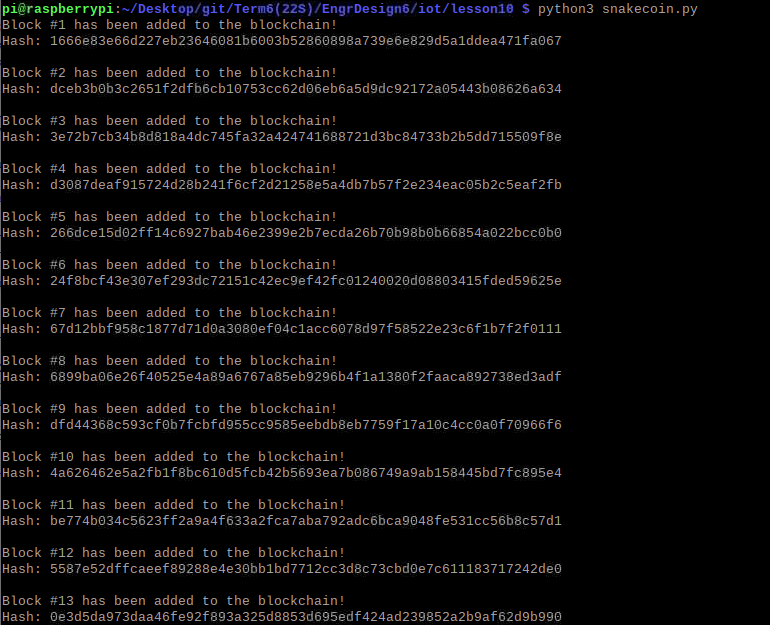 pi@raspberrypi:~/Desktop/git/Term6(22S)/EngrDesign6/iot/lesson10 $ python3 snakecoin.py
Block #1 has been added to the blockchain!
Hash: 1666e83e66d227eb23646081b6003b52860898a739e6e829d5a1ddea471fa067
Block #2 has been added to the blockchain!
Hash: dceb3b0b3c2651f2dfb6cb10753cc62d06eb6a5d9dc92172a05443b08626a634
Block #3 has been added to the blockchain!
Hash: 3e72b7cb34b8d818a4dc745fa32a424741688721d3bc84733b2b5dd715509f8e
Block #4 has been added to the blockchain!
Hash: d3087deaf915724d28b241f6cf2d21258e5a4db7b57f2e234eac05b2c5eaf2fb
Block #5 has been added to the blockchain!
Hash: 266dce15d02ff14c6927bab46e2399e2b7ecda26b70b98b0b66854a022bcc0b0
Block #6 has been added to the blockchain!
Hash: 24f8bcf43e307ef293dc72151c42ec9ef42fc01240020d08803415fded59625e
Block #7 has been added to the blockchain!
Hash: 67d12bbf958c1877d71d0a3080ef04c1acc6078d97f58522e23c6f1b7f2f0111
Block #8 has been added to the blockchain!
Hash: 6899ba06e26f40525e4a89a6767a85eb9296b4f1a1380f2faaca892738ed3adf
Block #9 has been added to the blockchain!
Hash: dfd44368c593cf0b7fcbfd955cc9585eebdb8eb7759f17a10c4cc0a0f70966f6
Block #10 has been added to the blockchain!
Hash: 4a626462e5a2fb1f8bc610d5fcb42b5693ea7b086749a9ab158445bd7fc895e4
Block #11 has been added to the blockchain!
Hash: be774b034c5623ff2a9a4f633a2fca7aba792adc6bca9048fe531cc56b8c57d1
Block #12 has been added to the blockchain!
Hash: 5587e52dffcaeef89288e4e30bb1bd7712cc3d8c73cbd0e7c611183717242de0
Block #13 has been added to the blockchain!
Hash: 0e3d5da973daa46fe92f893a325d8853d695edf424ad239852a2b9af62d9b990